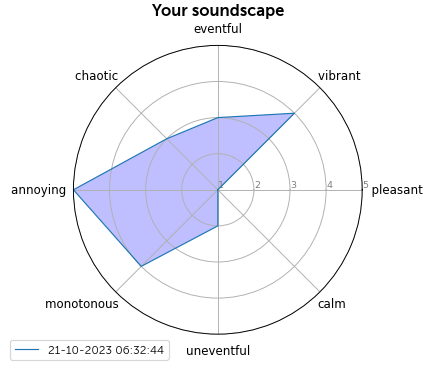 Your soundscape
eventful
chaotic
vibrant
annoying
1 2 3 4 5
pleasant
monotonous
calm
uneventful
21-10-2023 06:32:44